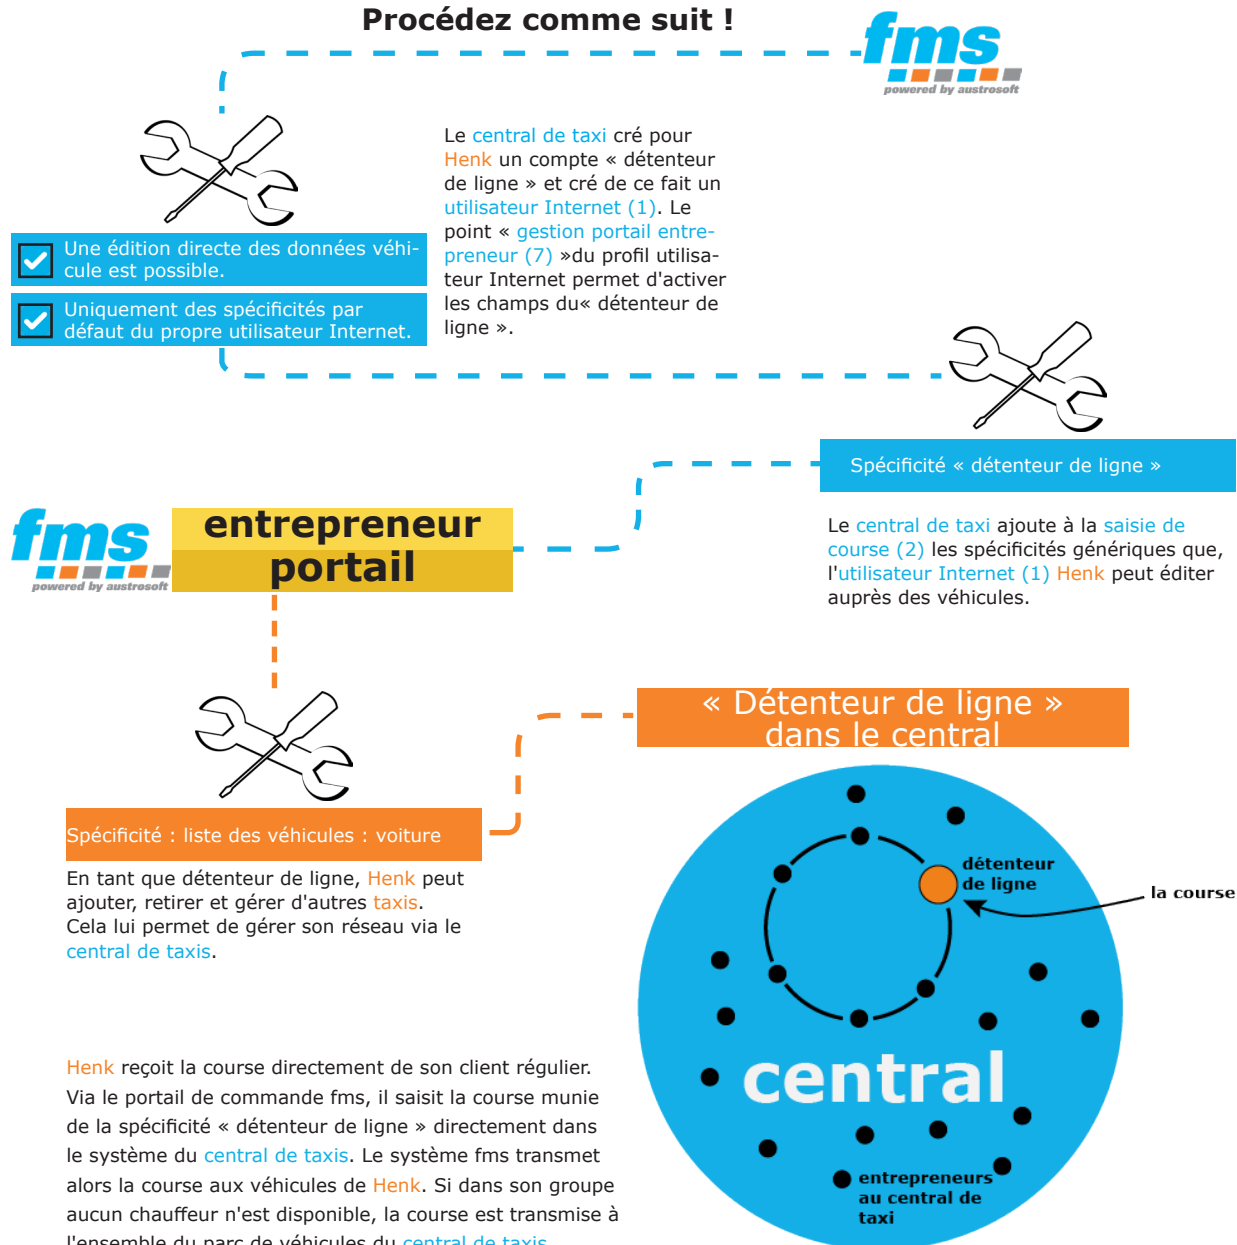 Procédez comme suit !
fms
powered by austrosoft
Le central de taxi cré pour
Henk un compte « détenteur
de ligne » et cré de ce fait un
utilisateur Internet (1). Le
point « gestion portail entre-
preneur (7) »du profil utilisa-
teur Internet permet d'activer
les champs du« détenteur de
ligne ».
Une édition directe des données véhi-
cule est possible.
Uniquement des spécificités par
défaut du propre utilisateur Internet.
Spécificité « détenteur de ligne »
Le central de taxi ajoute à la saisie de
course (2) les spécificités génériques que,
l'utilisateur Internet (1) Henk peut éditer
auprès des véhicules.
fms
powered by austrosoft
entrepreneur
portail
Spécificité : liste des véhicules : voiture
En tant que détenteur de ligne, Henk peut
ajouter, retirer et gérer d'autres taxis.
Cela lui permet de gérer son réseau via le
central de taxis.
« Détenteur de ligne »
dans le central
détenteur
de ligne
la course
central
entrepreneurs
au central de
taxi
Henk reçoit la course directement de son client régulier.
Via le portail de commande fms, il saisit la course munie
de la spécificité « détenteur de ligne » directement dans
le système du central de taxis. Le système fms transmet
alors la course aux véhicules de Henk. Si dans son groupe
aucun chauffeur n'est disponible, la course est transmise à
l'ensemble du parc de véhicules du central de taxis